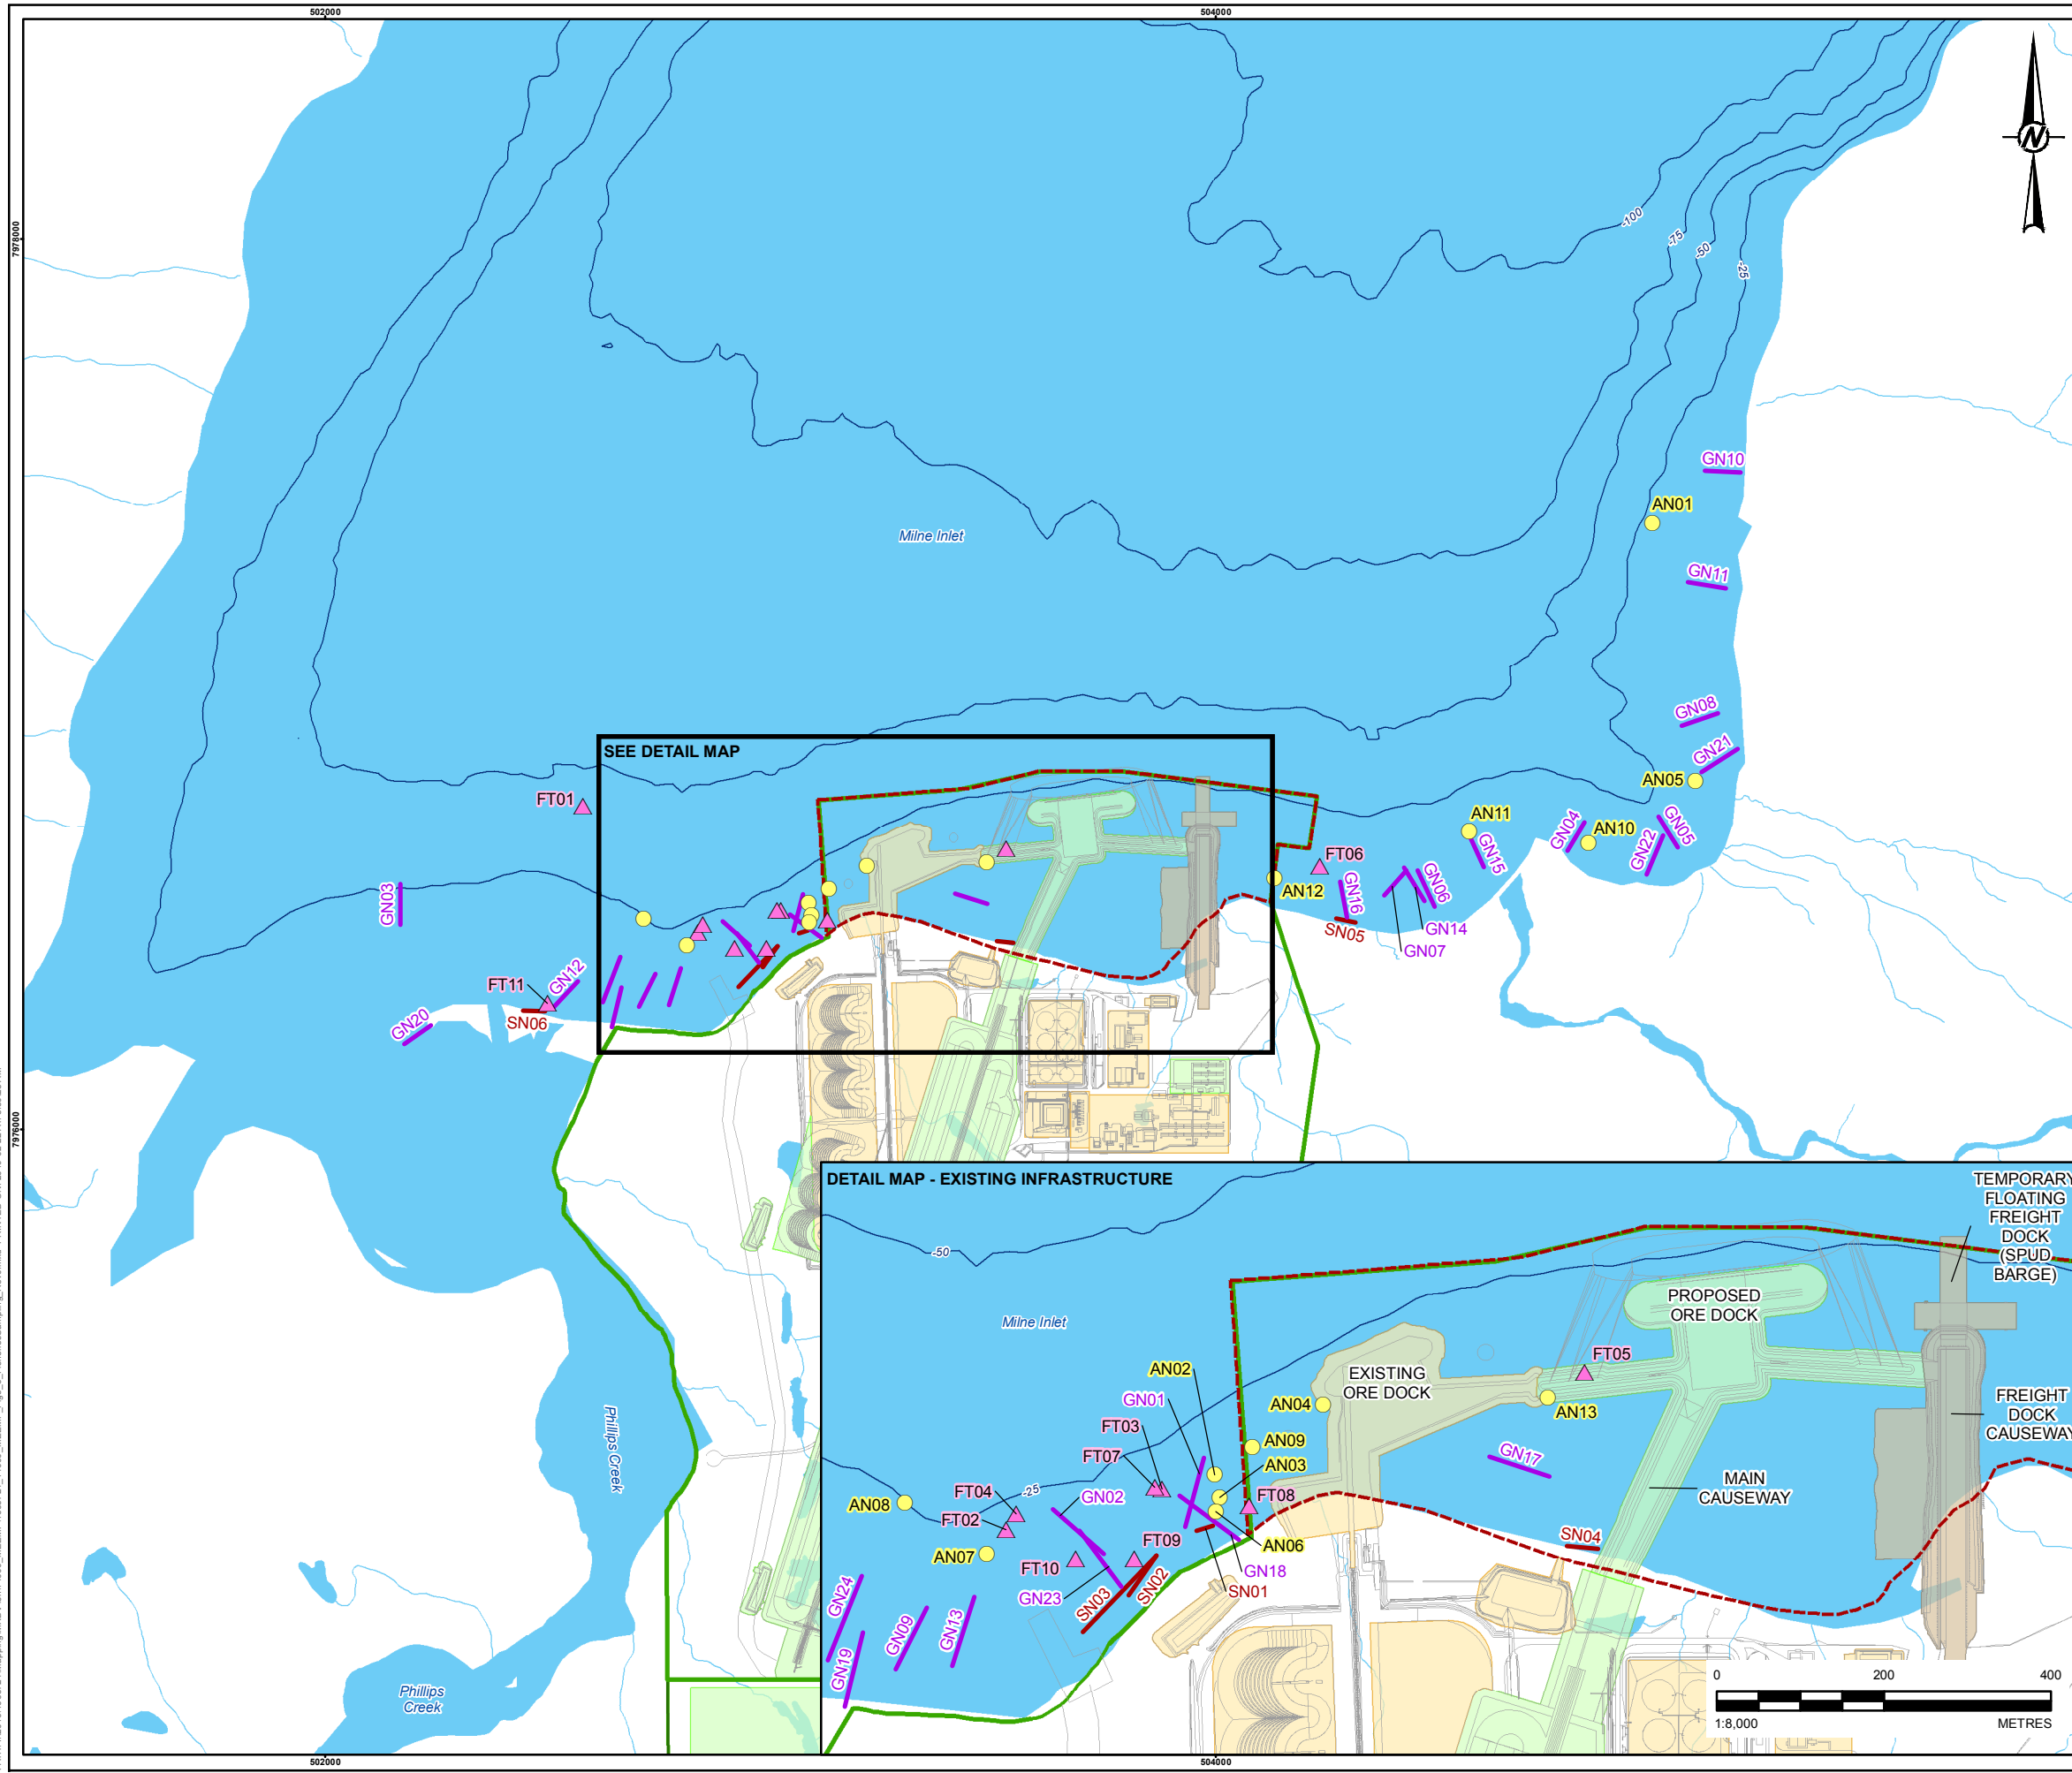 502000
504000
N
7978000
-100
-75
-50
-25
GN10
AN01
Milne Inlet
GN11
GN08
GN21
SEE DETAIL MAP
AN05
FT01
AN11
GN04
GN05
AN10
GN15
GN22
FT06
GN03
AN12
GN16
GN06
GN14
SN05
GN07
FT11
GN12
SN06
GN20
7976000
DETAIL MAP - EXISTING INFRASTRUCTURE
TEMPORARY
FLOATING
FREIGHT
DOCK
(SPUD
BARGE)
-50
PROPOSED
ORE DOCK
Milne Inlet
FT05
AN02
EXISTING
ORE DOCK
GN01
AN04
AN13
FREIGHT
DOCK
CAUSEWAY
FT03
AN09
FT07
AN03
GN17
FT04
-25
GN02
FT08
MAIN
CAUSEWAY
AN08
FT02
AN07
FT09
AN06
SN04
FT10
GN18
GN23
SN01
SN03
SN02
GN24
GN09
GN13
GN19
Phillips Creek
Phillips
Creek
0
200
400
1:8,000
METRES
502000
504000